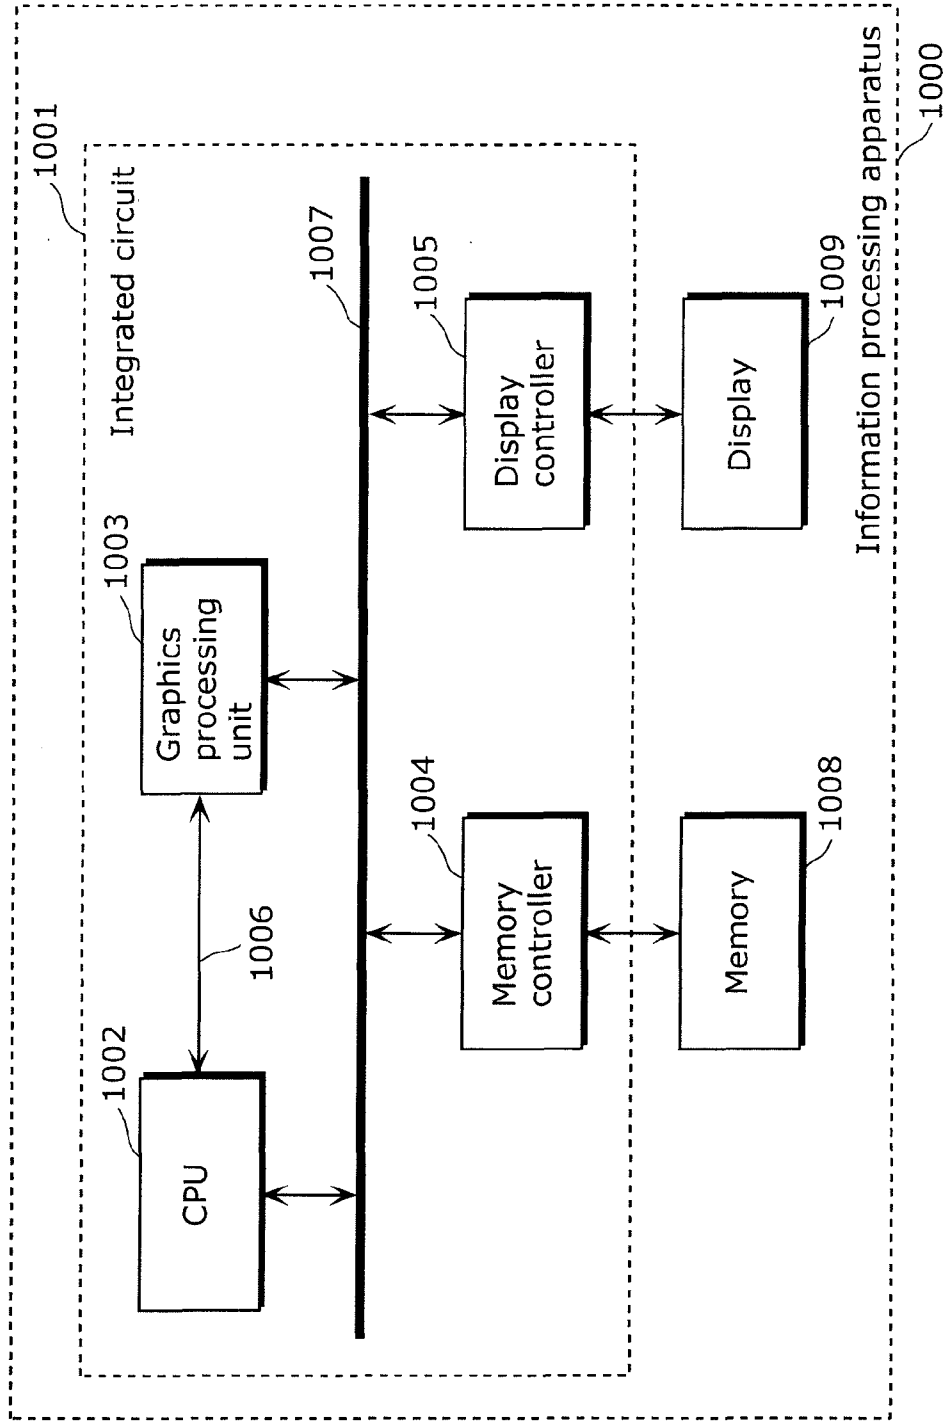 1001
Integrated circuit
1002
CPU
1006
1003
Graphics
processing
unit
1007
1004
Memory
controller
1005
Display
controller
Memory
1008
Display
1009
Information processing apparatus
1000